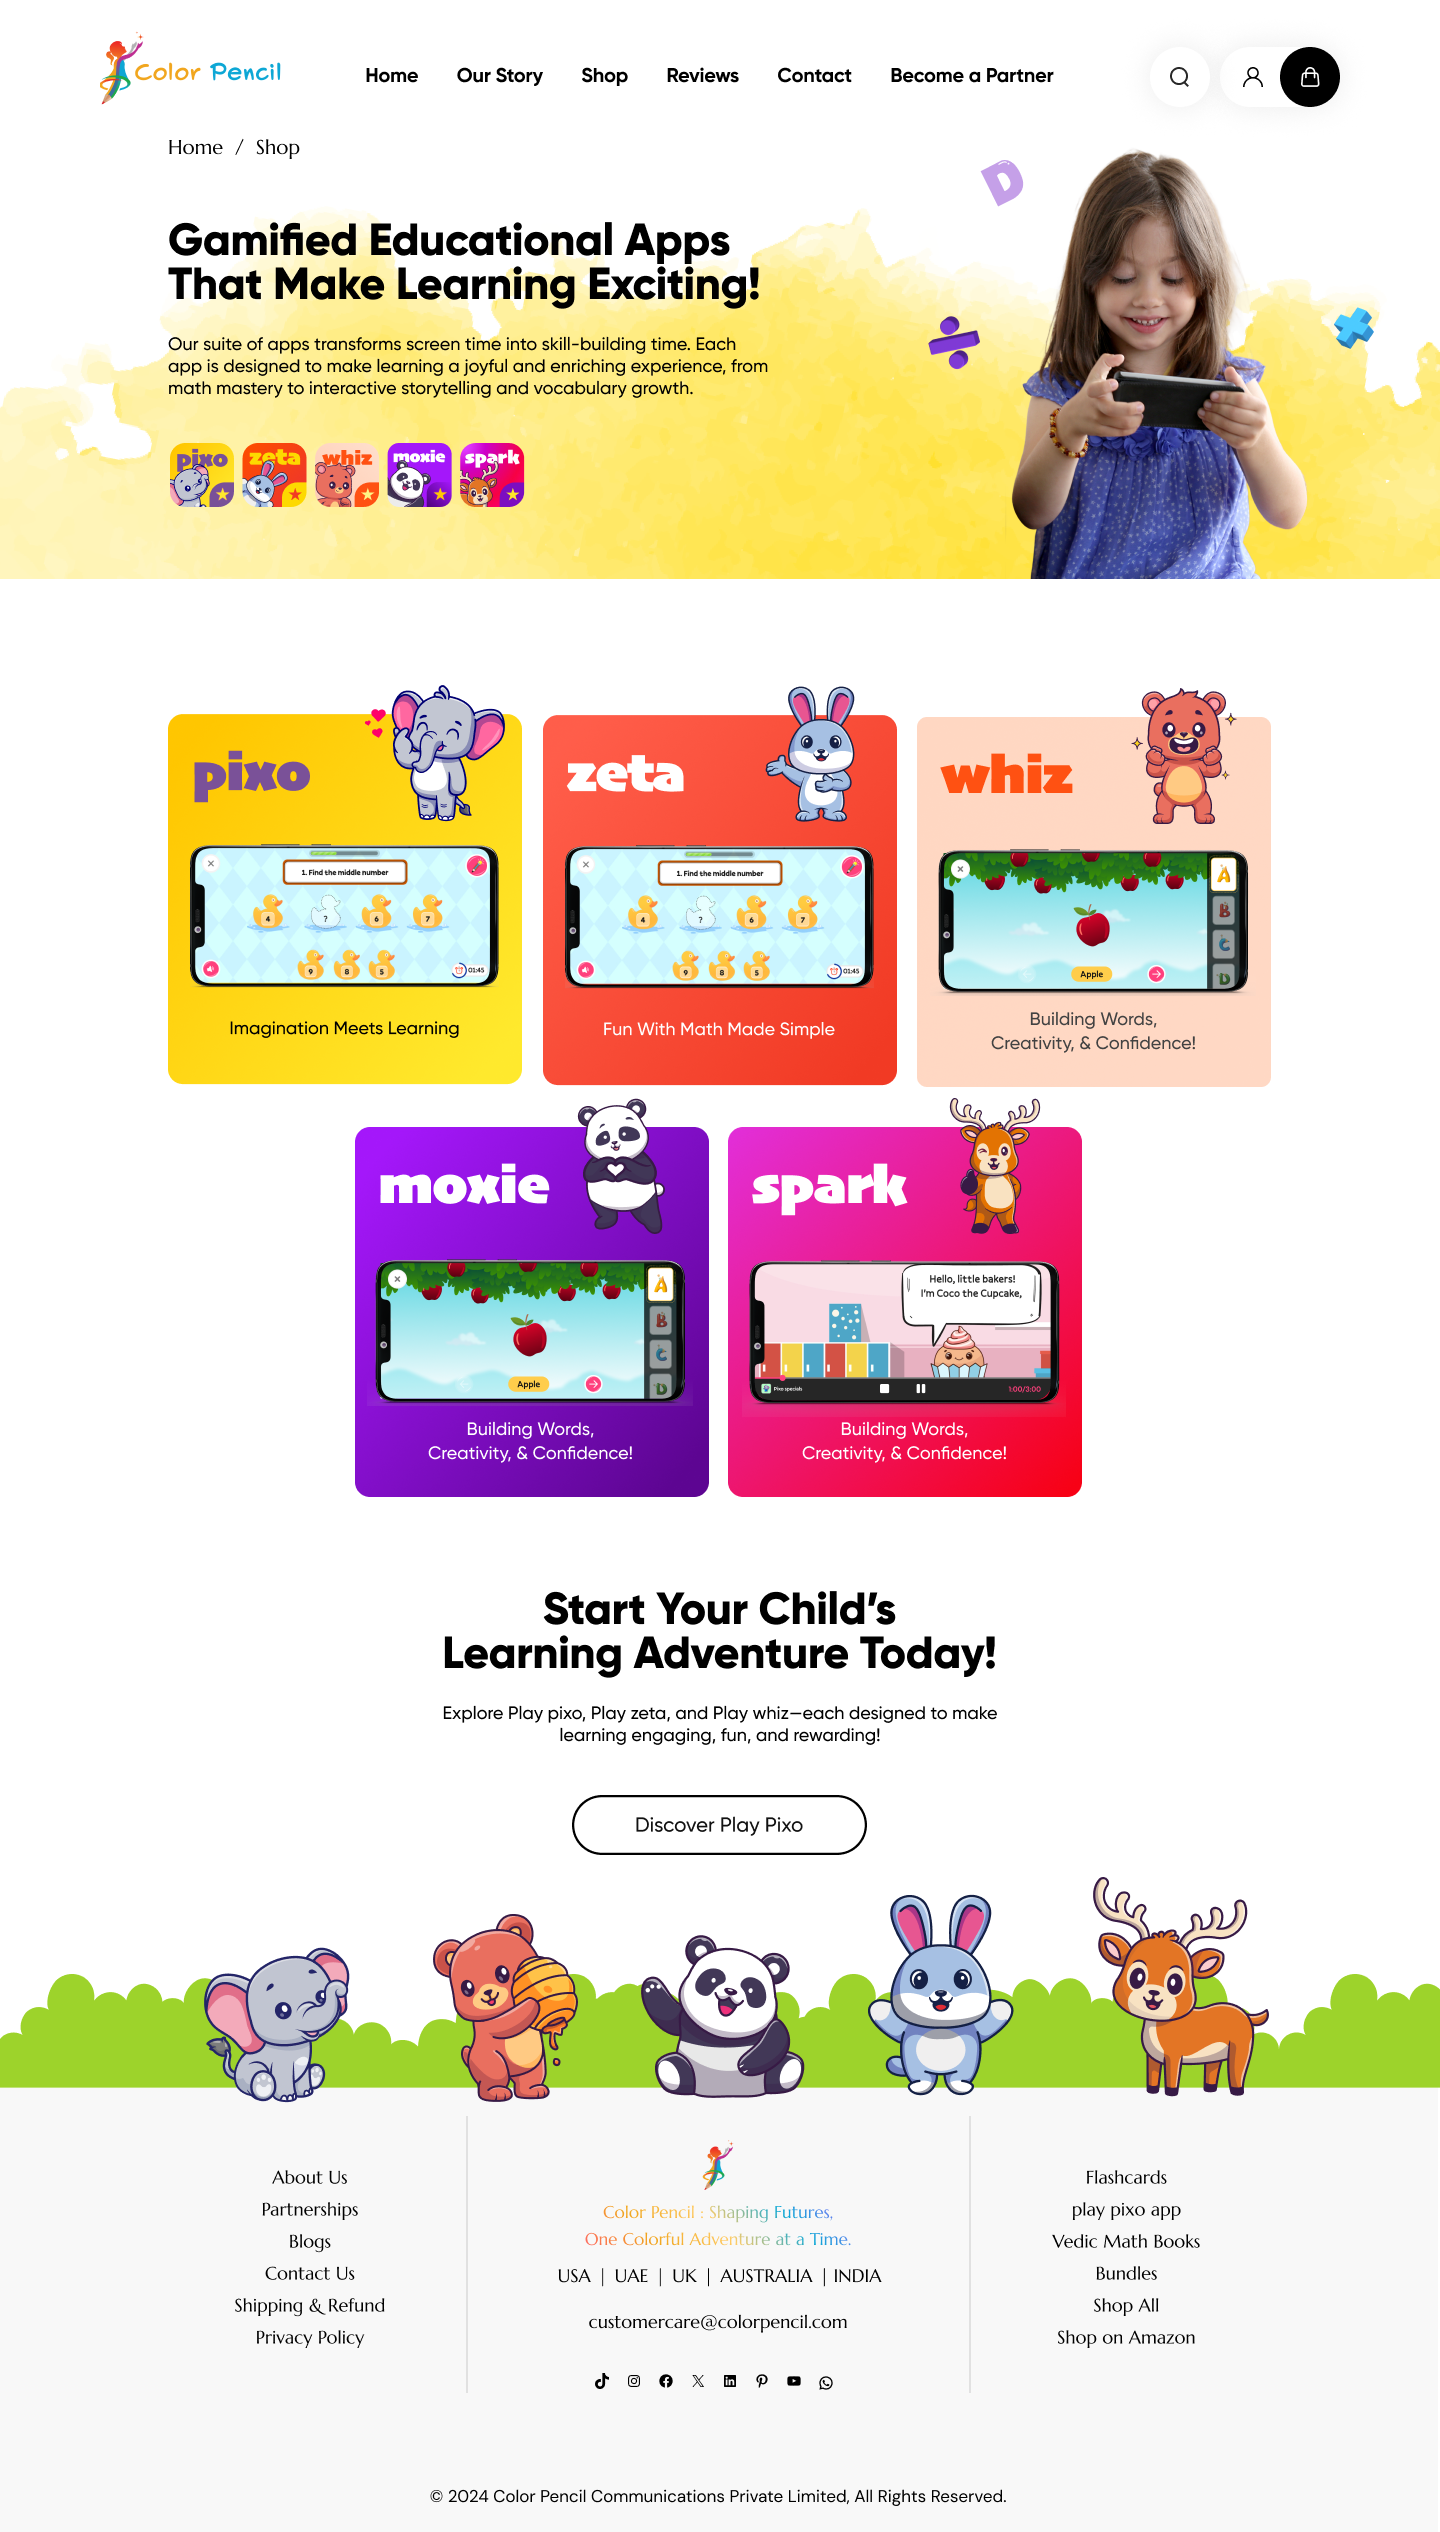 Color Pencil
Home Our Story Shop Reviews Contact Become a Partner
Home / Shop
D
Gamified Educational Apps
That Make Learning Exciting!
Our suite of apps transforms screen time into skill-building time. Each
app is designed to make learning a joyful and enriching experience, from
math mastery to interactive storytelling and vocabulary growth.
pixo zeta whiz moxie spark
pixo
1. Find the middle number
4 ? 6 7
9 8 5
01:45
Imagination Meets Learning
zeta
1. Find the middle number
4 ? 6 7
9 8 5
01:45
Fun With Math Made Simple
whiz
A
B
C
D
Apple
Building Words,
Creativity, & Confidence!
moxie
A
B
C
D
Apple
Building Words,
Creativity, & Confidence!
spark
Hello, little bakers!
I'm Coco the Cupcake,
Pixo specials
1:00/3:00
Building Words,
Creativity, & Confidence!
Start Your Child’s
Learning Adventure Today!
Explore Play pixo, Play zeta, and Play whiz—each designed to make
learning engaging, fun, and rewarding!
Discover Play Pixo
About Us
Partnerships
Blogs
Contact Us
Shipping & Refund
Privacy Policy
Color Pencil : Shaping Futures,
One Colorful Adventure at a Time.
USA | UAE | UK | AUSTRALIA | INDIA
customercare@colorpencil.com
Flashcards
play pixo app
Vedic Math Books
Bundles
Shop All
Shop on Amazon
© 2024 Color Pencil Communications Private Limited, All Rights Reserved.